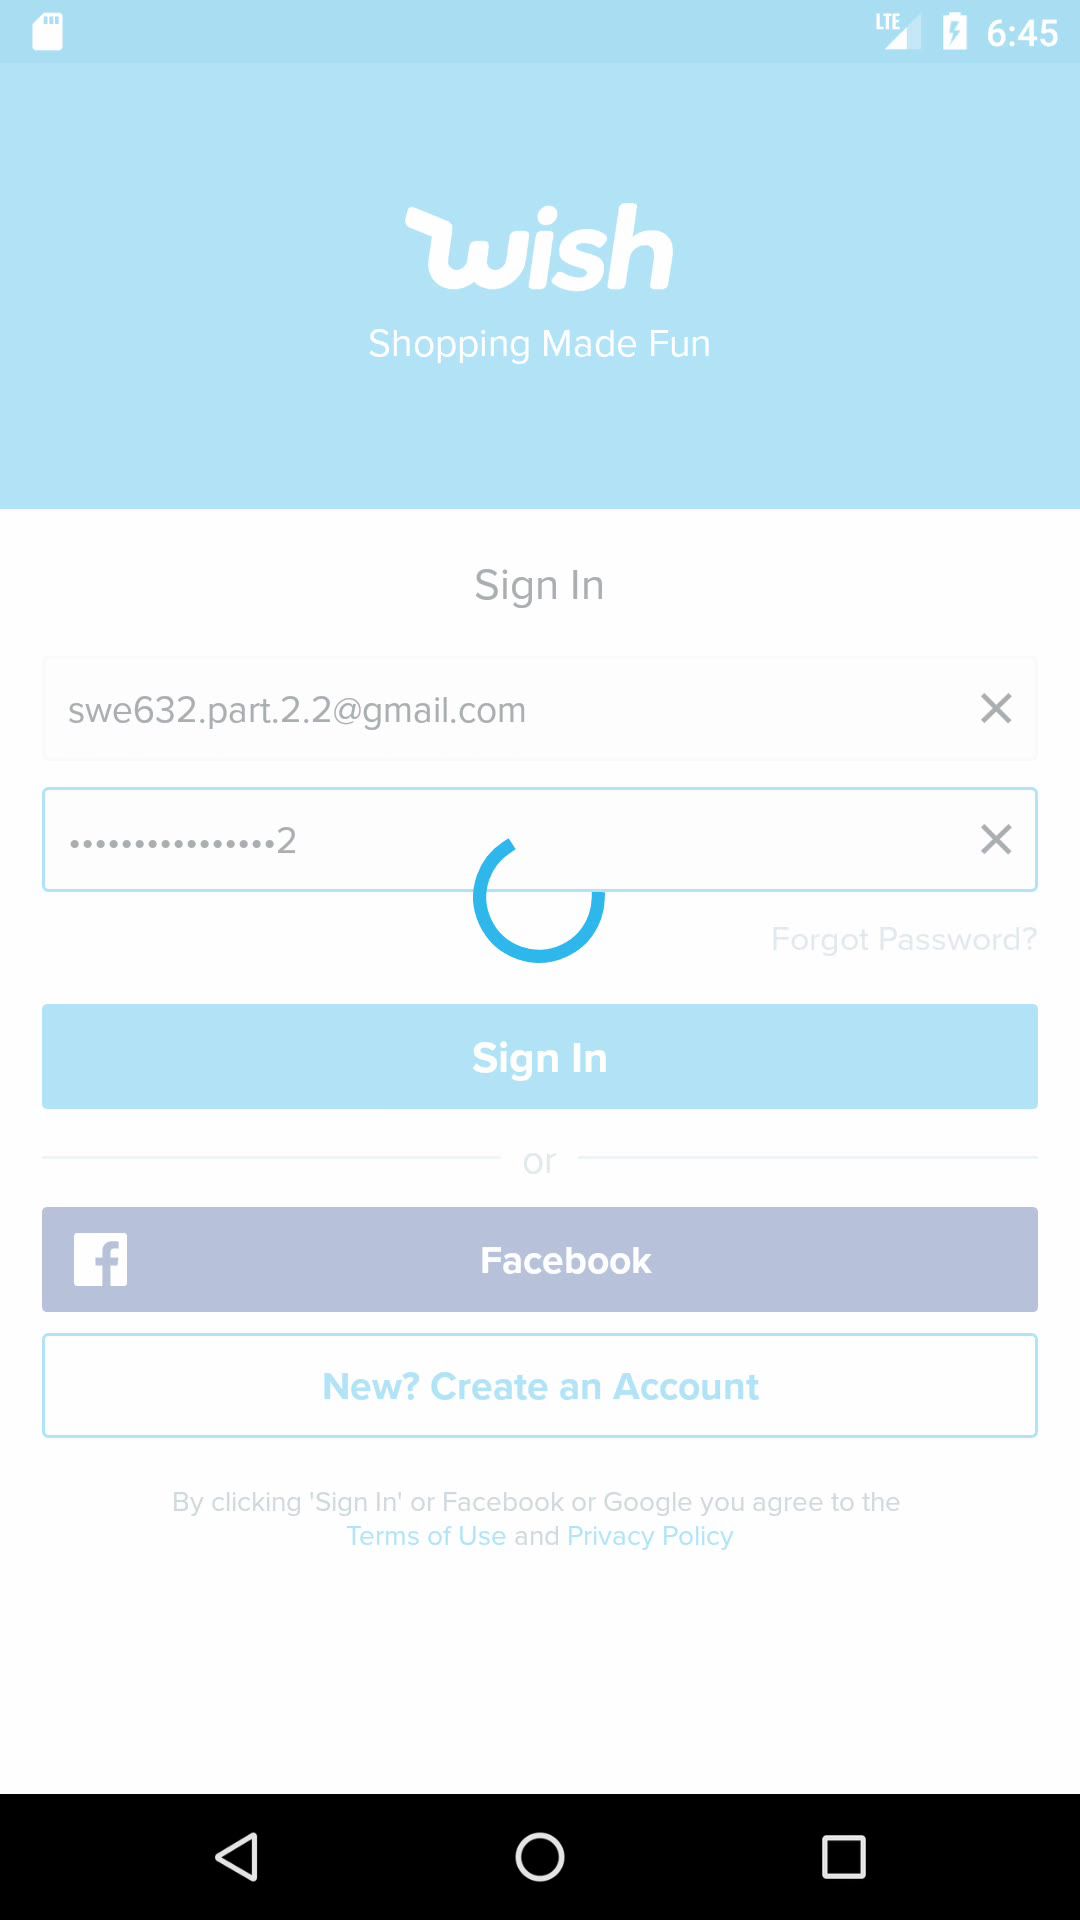 LTE 6:45
wish
Shopping Made Fun
Sign In
swe632.part.2.2@gmail.com
••••••••••••••••2
Forgot Password?
Sign In
or
Facebook
New? Create an Account
By clicking 'Sign In' or Facebook or Google you agree to the
Terms of Use and Privacy Policy